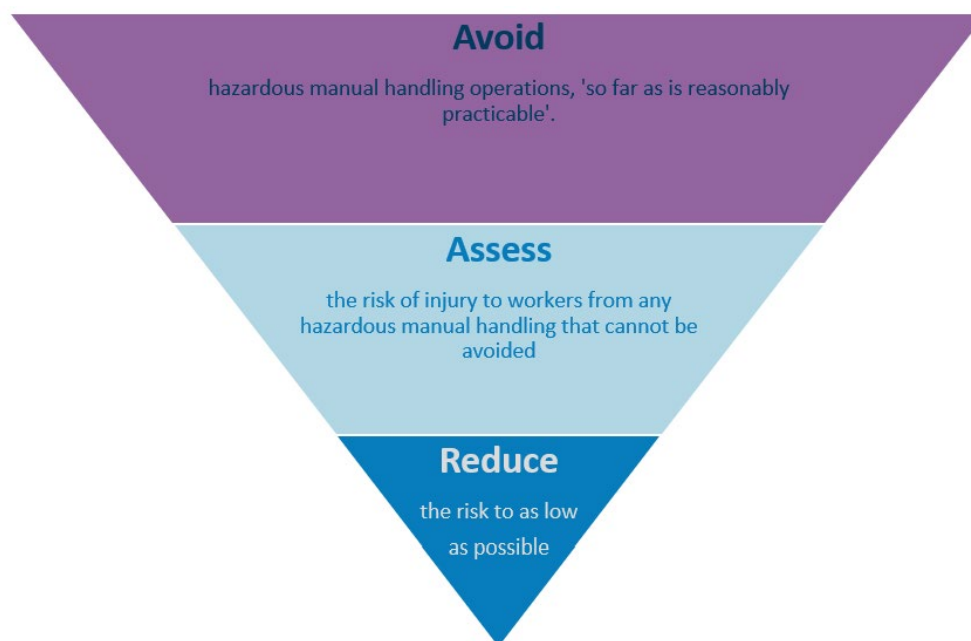 Avoid
hazardous manual handling operations, 'so far as is reasonably
practicable'.
Assess
the risk of injury to workers from any
hazardous manual handling that cannot be
avoided
Reduce
the risk to as low
as possible